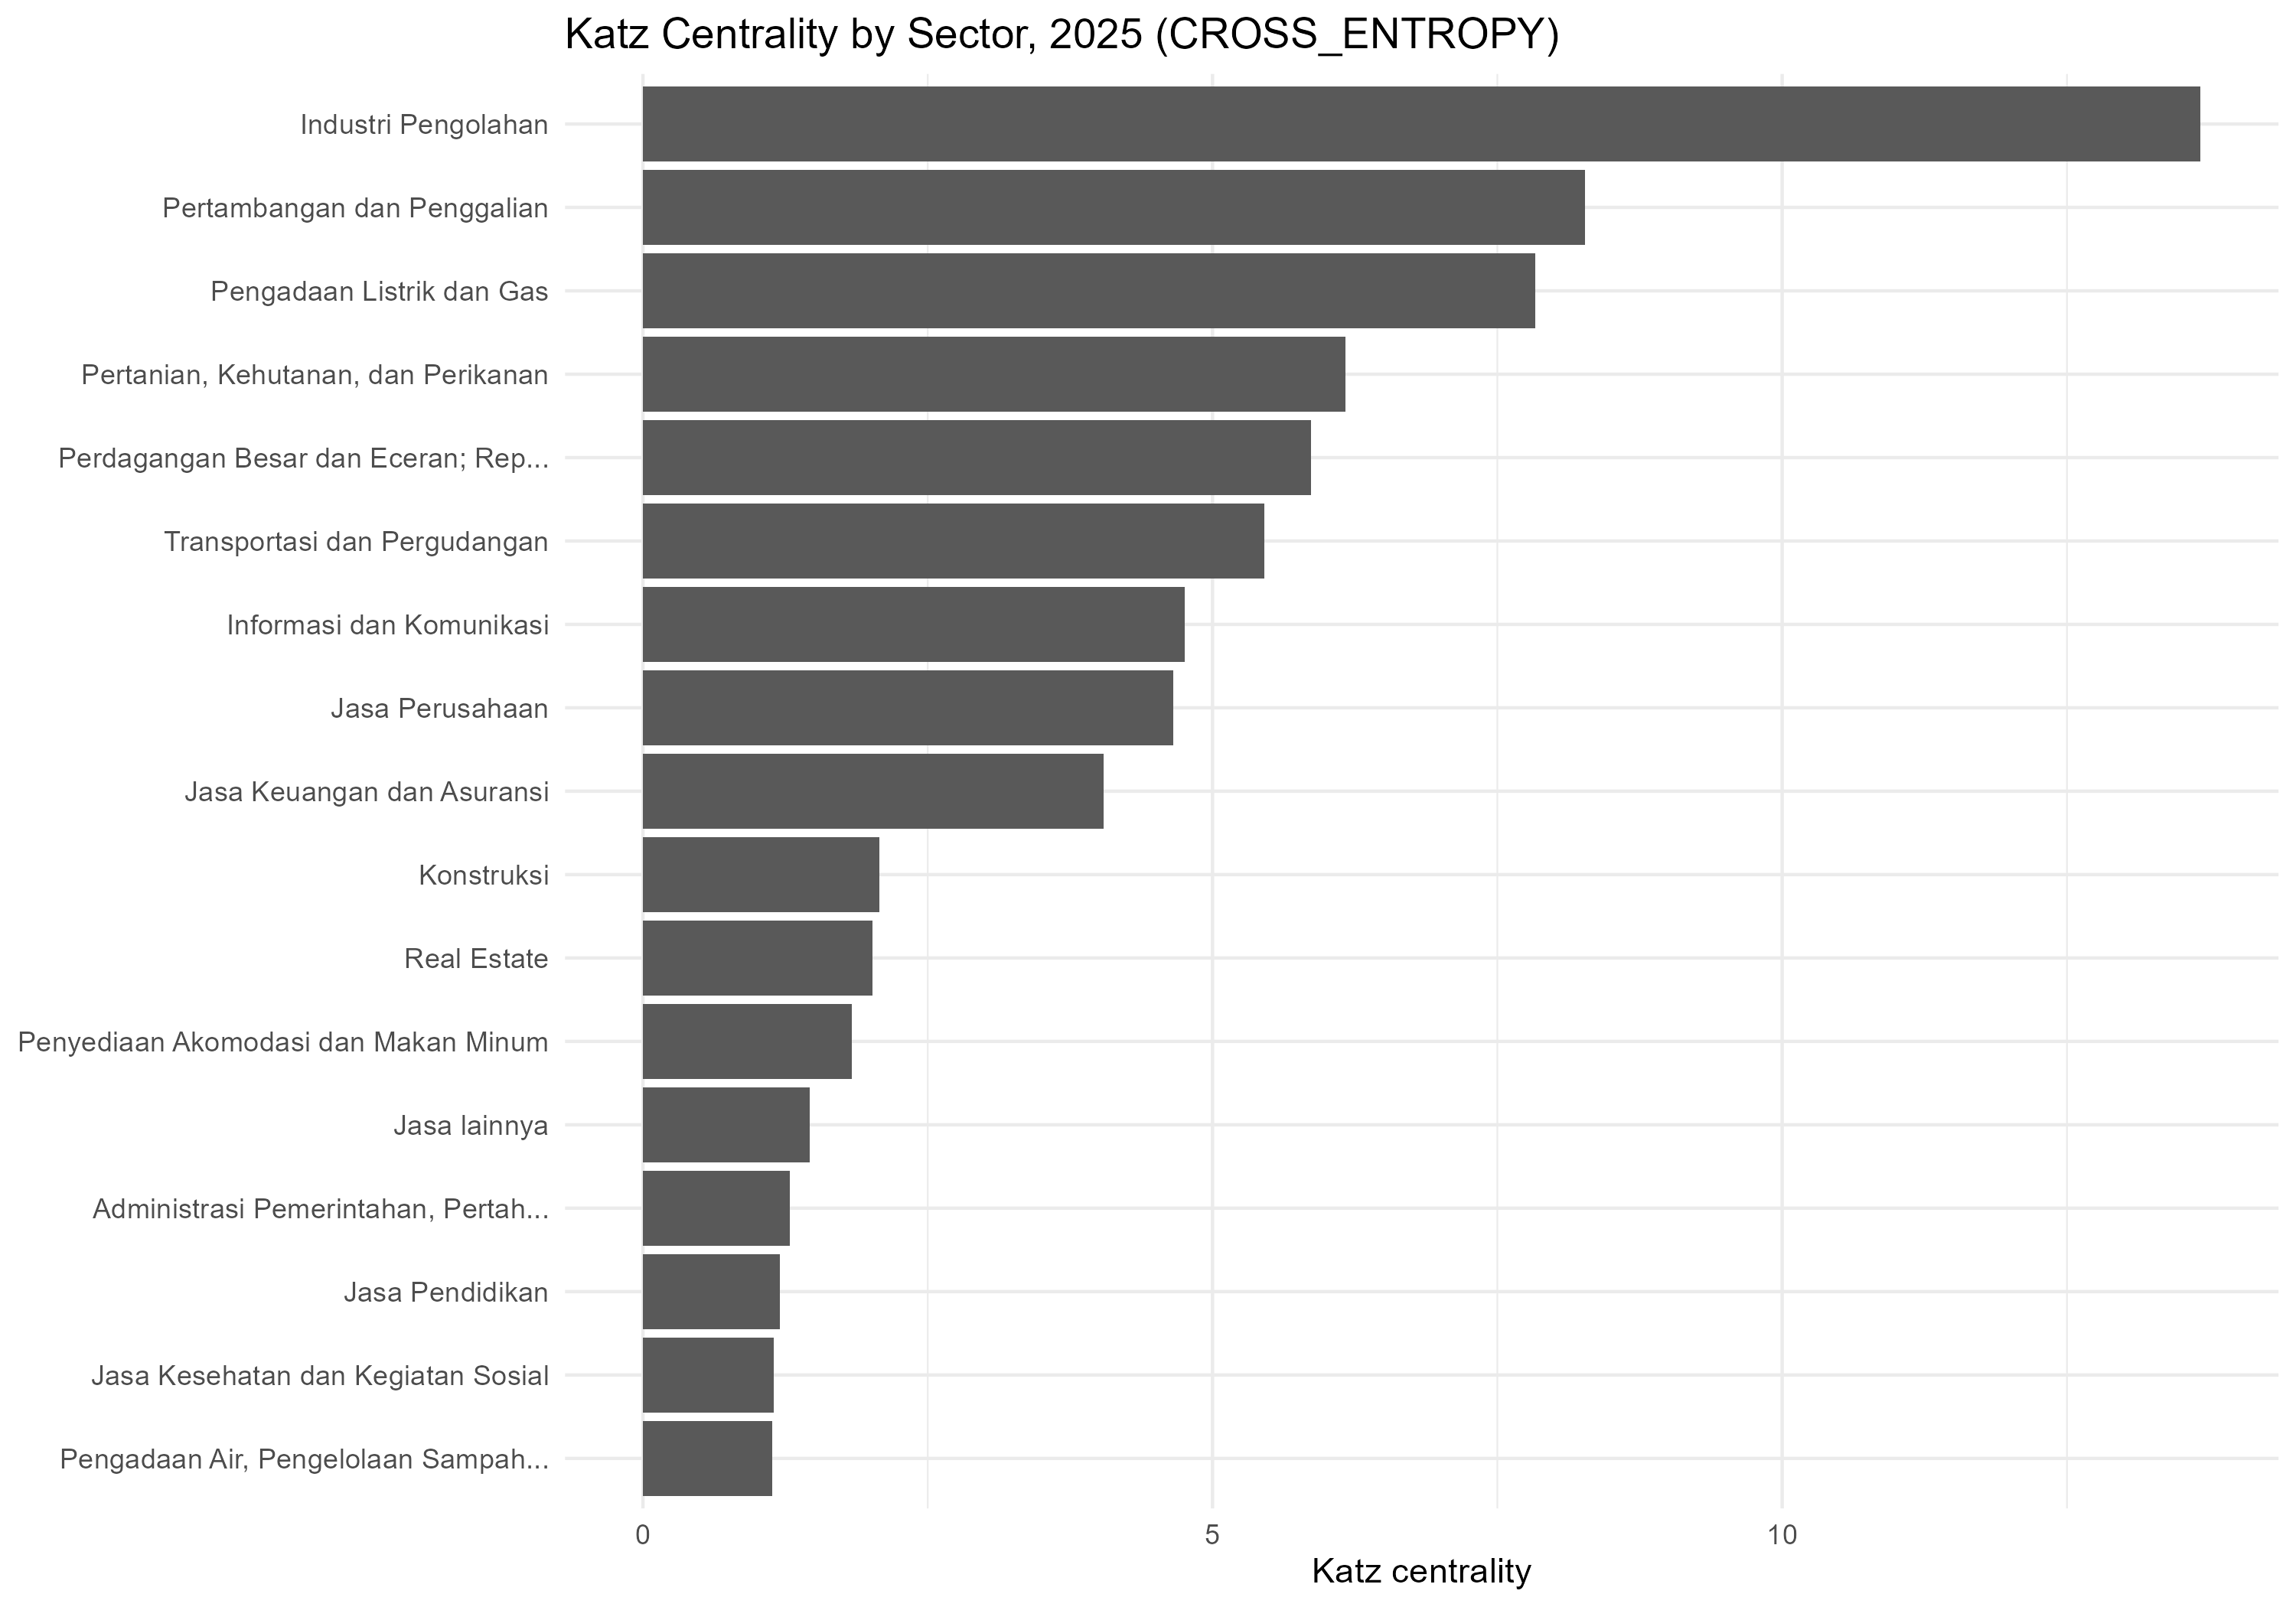 Katz Centrality by Sector, 2025 (CROSS_ENTROPY)
Industri Pengolahan
Pertambangan dan Penggalian
Pengadaan Listrik dan Gas
Pertanian, Kehutanan, dan Perikanan
Perdagangan Besar dan Eceran; Rep...
Transportasi dan Pergudangan
Informasi dan Komunikasi
Jasa Perusahaan
Jasa Keuangan dan Asuransi
Konstruksi
Real Estate
Penyediaan Akomodasi dan Makan Minum
Jasa lainnya
Administrasi Pemerintahan, Pertah...
Jasa Pendidikan
Jasa Kesehatan dan Kegiatan Sosial
Pengadaan Air, Pengelolaan Sampah...
0 5 10
Katz centrality